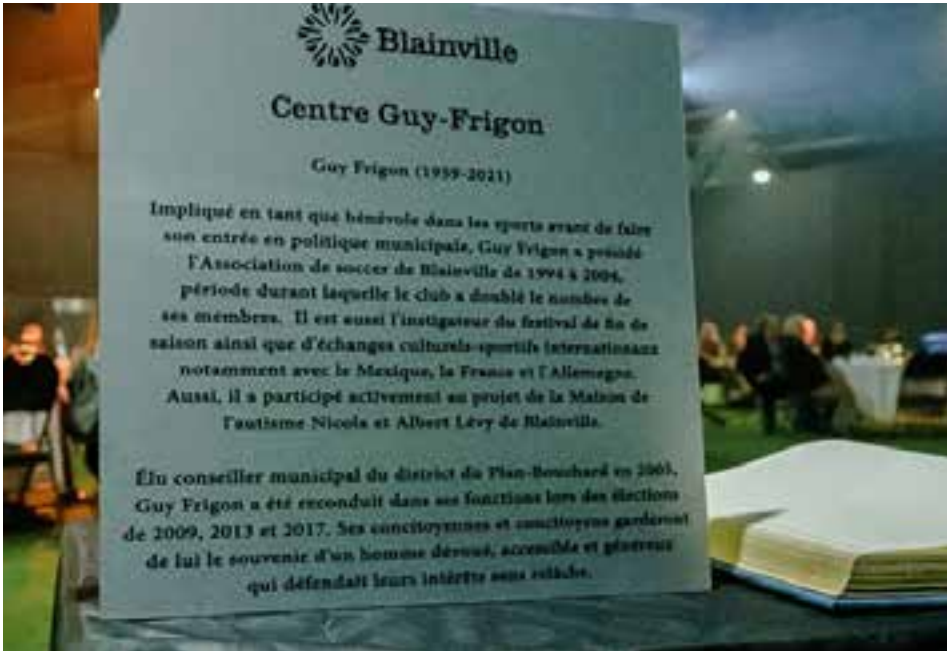 Blainville
Centre Guy-Frigon
Guy Frigon (1959-2021)
Impliqué en tant que bénévole dans les sports avant de faire
son entrée en politique municipale, Guy Frigon a présidé
l'Association de soccer de Blainville de 1994 à 2004,
période durant laquelle le club a doublé le nombre de
ses membres. Il est aussi l'instigateur du festival de fin de
saison ainsi que d'échanges culturels-sportifs internationaux
notamment avec le Mexique, la France et l'Allemagne.
Aussi, il a participé activement au projet de la Maison de
l'autisme Nicola et Albert Lévy de Blainville.
Élu conseiller municipal du district du Plan-Bouchard en 2005,
Guy Frigon a été reconduit dans ses fonctions lors des élections
de 2009, 2013 et 2017. Ses concitoyennes et concitoyens garderont
de lui le souvenir d'un homme dévoué, accessible et généreux
qui défendait leurs intérêts sans relâche.